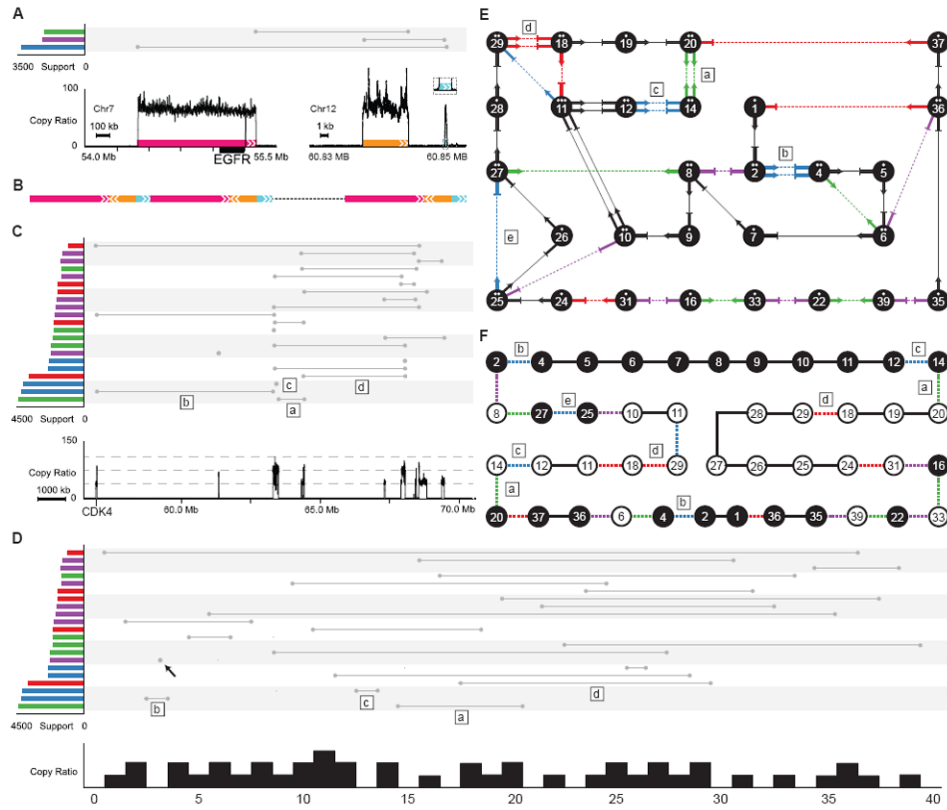 A
3500 Support 0
100
Copy Ratio
0
Chr7
100 kb
54.0 Mb
EGFR
55.5 Mb
Chr12
1 kb
60.83 Mb
60.85 Mb
B
C
b
c
a
d
4500 Support 0
150
Copy Ratio
0
1000 kb
CDK4
60.0 Mb
65.0 Mb
70.0 Mb
D
b
c
a
d
4500 Support 0
Copy Ratio
0 5 10 15 20 25 30 35 40
E
d
29 18 19 20 37
a
c
28 11 12 14 1 36
b
27 8 2 4 5
e
26 10 9 7 6
25 24 31 16 33 22 39 35
F
b c
2 4 5 6 7 8 9 11 12 14
a
e d
8 27 25 10 11 28 29 18 19 20
c d
14 12 11 18 29 27 26 25 24 31 16
a
b
20 37 36 6 4 2 1 36 35 39 22 33